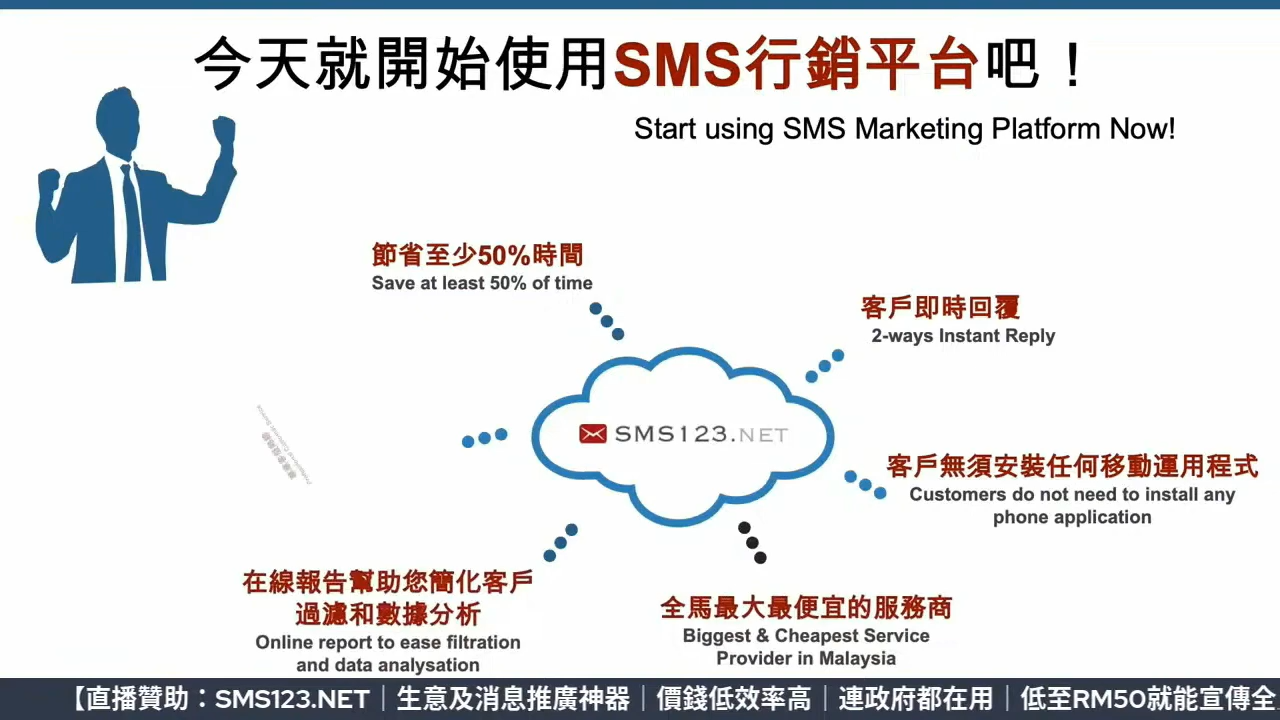 今天就開始使用SMS行銷平台吧！
Start using SMS Marketing Platform Now!
節省至少50%時間
Save at least 50% of time
客戶即時回覆
2-ways Instant Reply
SMS123.NET
客戶無須安裝任何移動運用程式
Customers do not need to install any
phone application
在線報告幫助您簡化客戶
過濾和數據分析
Online report to ease filtration
and data analysation
全馬最大最便宜的服務商
Biggest & Cheapest Service
Provider in Malaysia
【直播贊助：SMS123.NET｜生意及消息推廣神器｜價錢低效率高｜連政府都在用｜低至RM50就能宣傳全